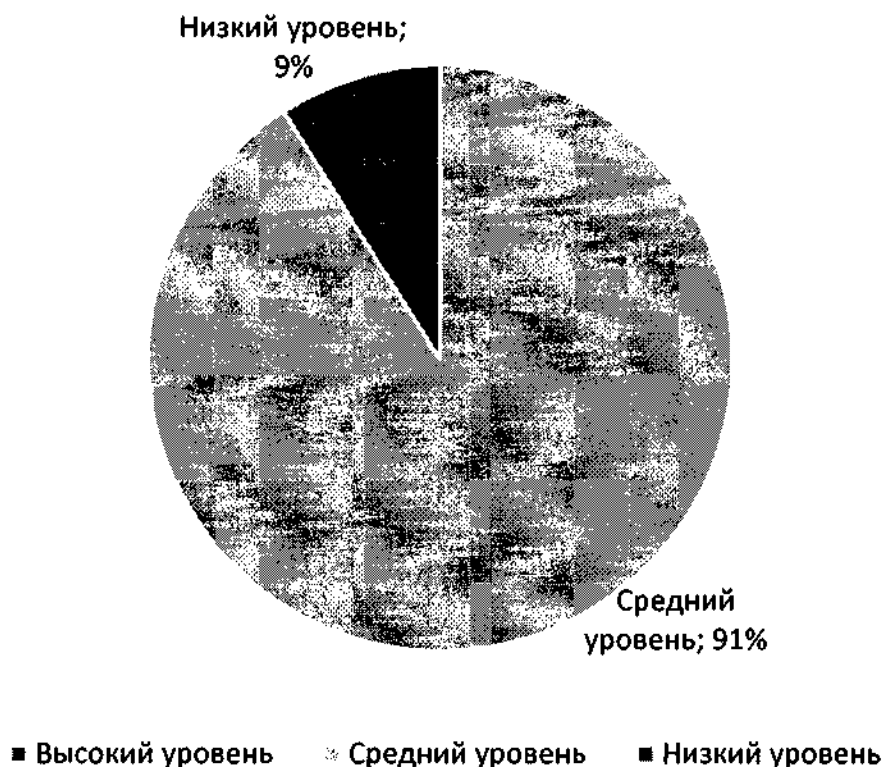 Низкий уровень;
9%
Средний
уровень; 91%
Высокий уровень Средний уровень Низкий уровень